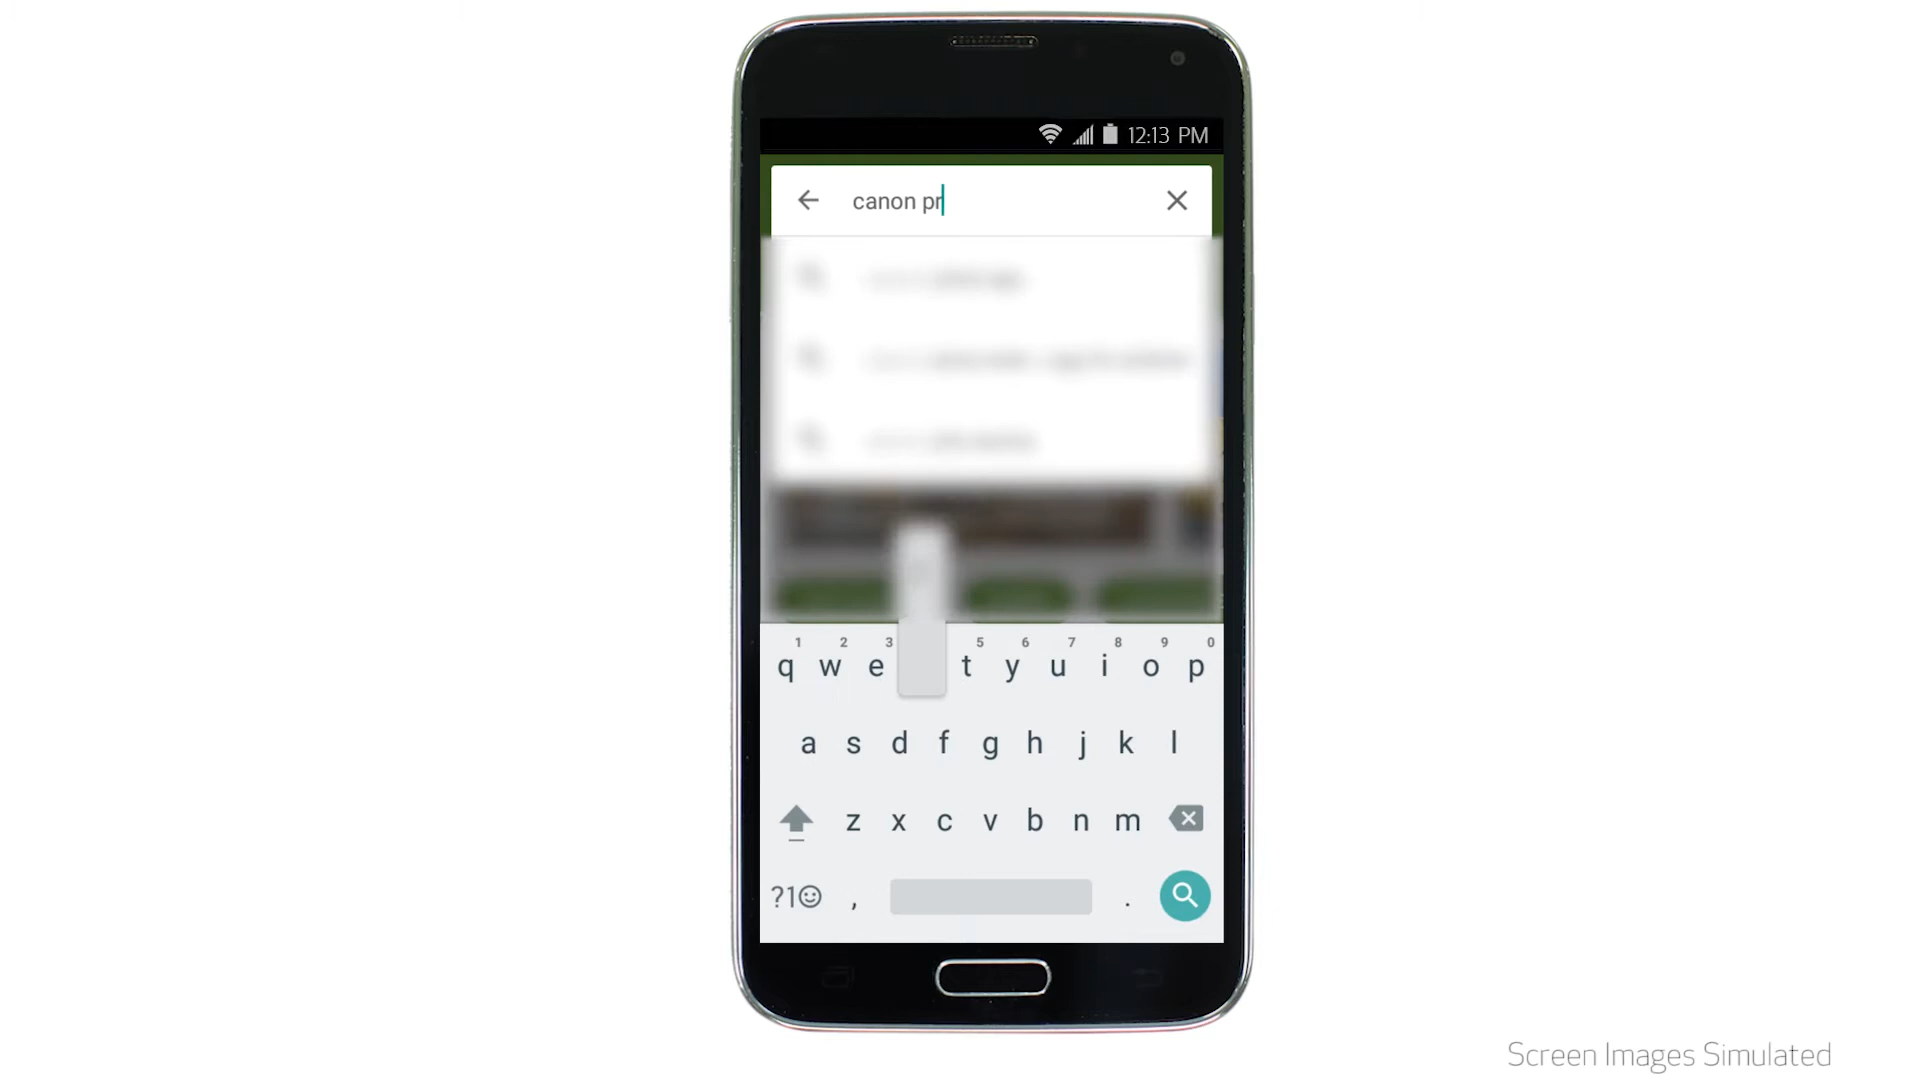 12:13 PM
canon pr
1 2 3 5 6 7 8 9 0
q w e t y u i o p
a s d f g h j k l
z x c v b n m
?1☺ , .
Screen Images Simulated